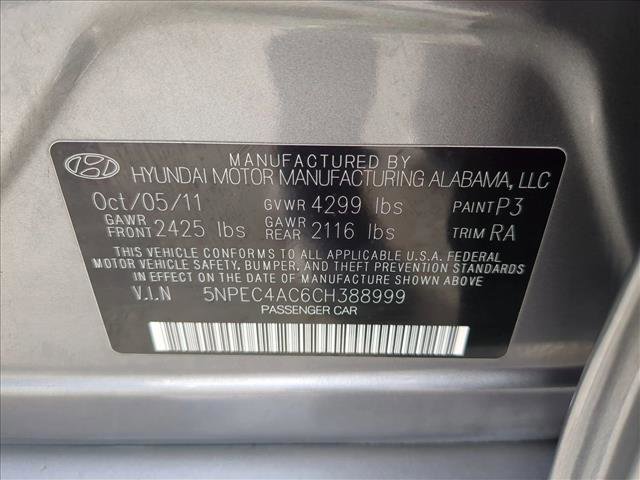 MANUFACTURED BY
HYUNDAI MOTOR MANUFACTURING ALABAMA, LLC
Oct/05/11 GVWR 4299 lbs PAINT P3
GAWR FRONT 2425 lbs GAWR REAR 2116 lbs TRIM RA
THIS VEHICLE CONFORMS TO ALL APPLICABLE U.S.A. FEDERAL
MOTOR VEHICLE SAFETY, BUMPER, AND THEFT PREVENTION STANDARDS
IN EFFECT ON THE DATE OF MANUFACTURE SHOWN ABOVE
V.I.N 5NPEC4AC6CH388999
PASSENGER CAR